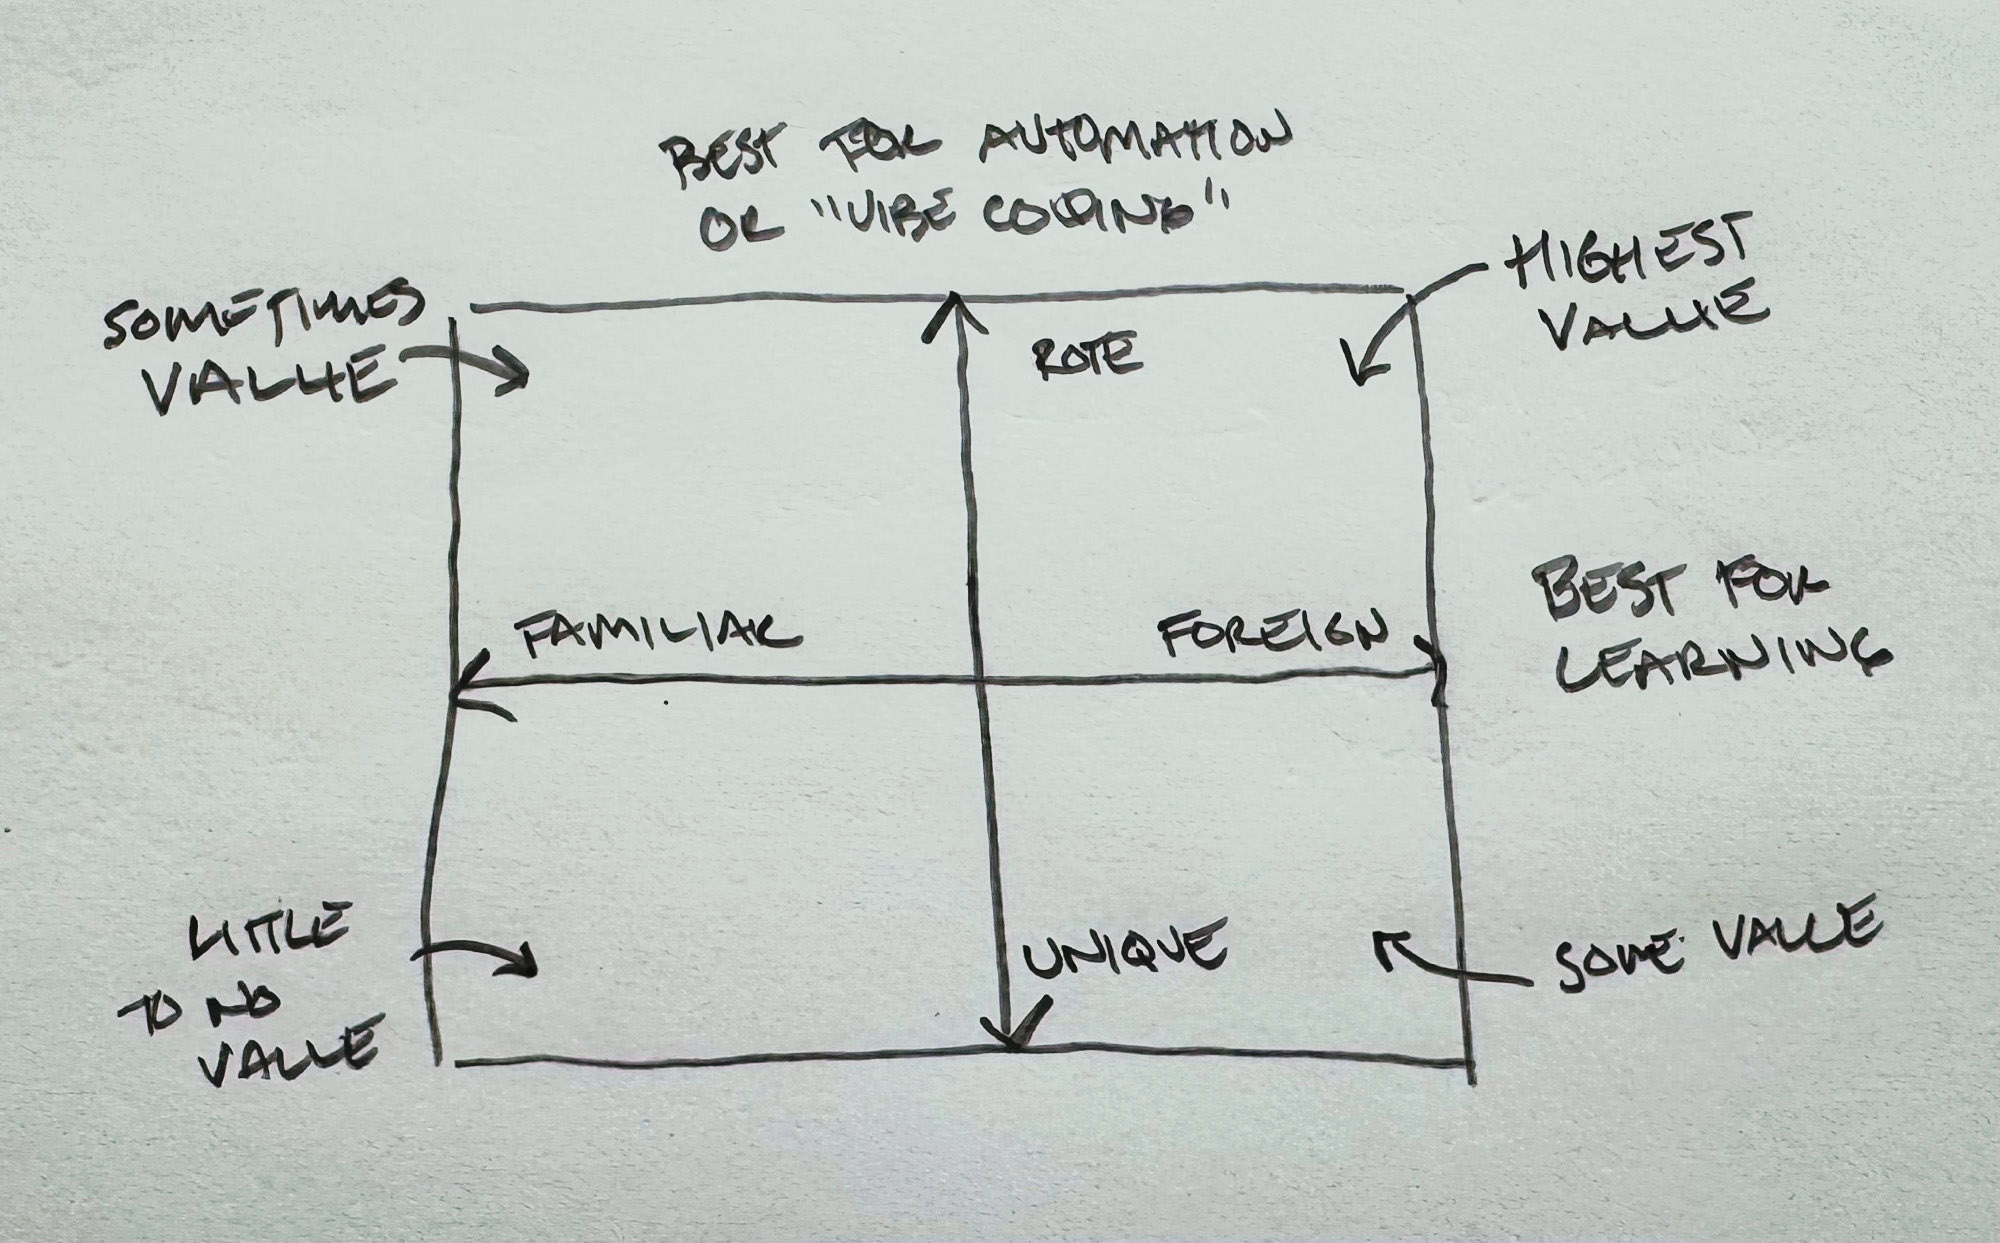 BEST FOR AUTOMATION
OR "VIBE CODING"
SOMETIMES
VALUE
HIGHEST
VALUE
ROTE
FAMILIAR
FOREIGN
BEST FOR
LEARNING
LITTLE
TO NO
VALUE
UNIQUE
SOME VALUE